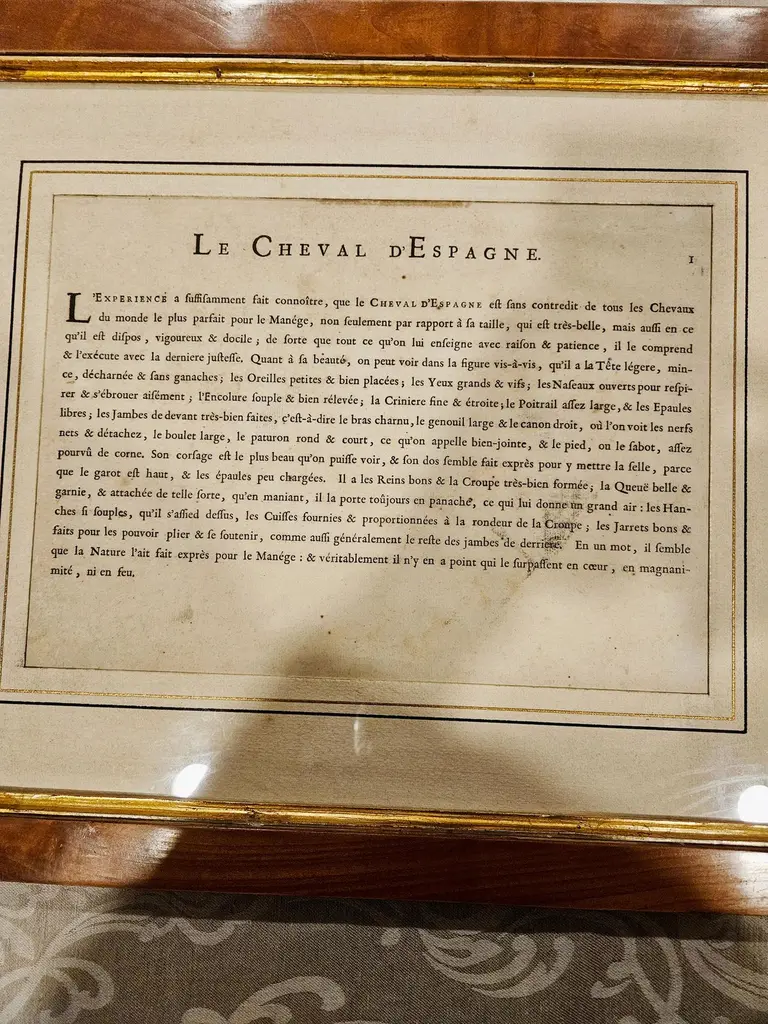 LE CHEVAL D'ESPAGNE.
1
L'EXPERIENCE a ſuffiſamment fait connoître, que le CHEVAL D'ESPAGNE eſt ſans contredit de tous les Chevaux
du monde le plus parfait pour le Manége, non ſeulement par rapport à ſa taille, qui eſt très-belle, mais auſſi en ce
qu'il eſt diſpos, vigoureux & docile; de ſorte que tout ce qu'on lui enſeigne avec raiſon & patience, il le comprend
& l'exécute avec la derniere juſteſſe. Quant à ſa beauté, on peut voir dans la figure vis-à-vis, qu'il a la Tête légere, min-
ce, décharnée & ſans ganaches; les Oreilles petites & bien placées; les Yeux grands & vifs; les Naſeaux ouverts pour reſpi-
rer & s'ébrouer aiſément; l'Encolure ſouple & bien rélevée; la Criniere fine & étroite; le Poitrail aſſez large, & les Epaules
libres; les Jambes de devant très-bien faites, c'eſt-à-dire le bras charnu, le genouil large & le canon droit, où l'on voit les nerfs
nets & détachez, le boulet large, le paturon rond & court, ce qu'on appelle bien-jointe, & le pied, ou le ſabot, aſſez
pourvû de corne. Son corſage eſt le plus beau qu'on puiſſe voir, & ſon dos ſemble fait exprès pour y mettre la ſelle, parce
que le garot eſt haut, & les épaules peu chargées. Il a les Reins bons & la Croupe très-bien formée; la Queuë belle &
garnie, & attachée de telle ſorte, qu'en maniant, il la porte toûjours en panache, ce qui lui donne un grand air: les Han-
ches ſi ſouples, qu'il s'aſſied deſſus, les Cuiſſes fournies & proportionnées à la rondeur de la Croupe; les Jarrets bons &
faits pour les pouvoir plier & ſe ſoutenir, comme auſſi généralement le reſte des jambes de derriére. En un mot, il ſemble
que la Nature l'ait fait exprès pour le Manége: & véritablement il n'y en a point qui le ſurpaſſent en cœur, en magnani-
mité, ni en feu.